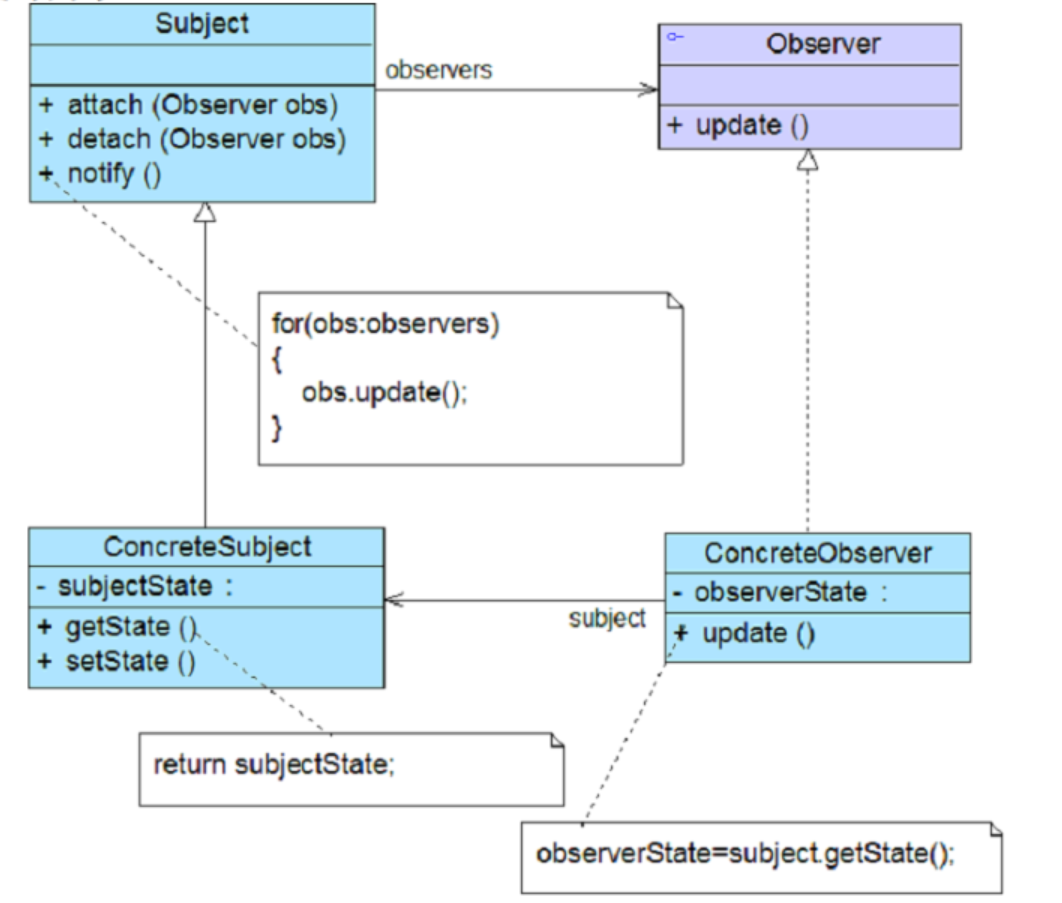 Subject
+ attach (Observer obs)
+ detach (Observer obs)
+ notify ()
observers
Observer
+ update ()
for(obs:observers)
{
obs.update();
}
ConcreteSubject
- subjectState :
+ getState ()
+ setState ()
subject
ConcreteObserver
- observerState :
+ update ()
return subjectState;
observerState=subject.getState();